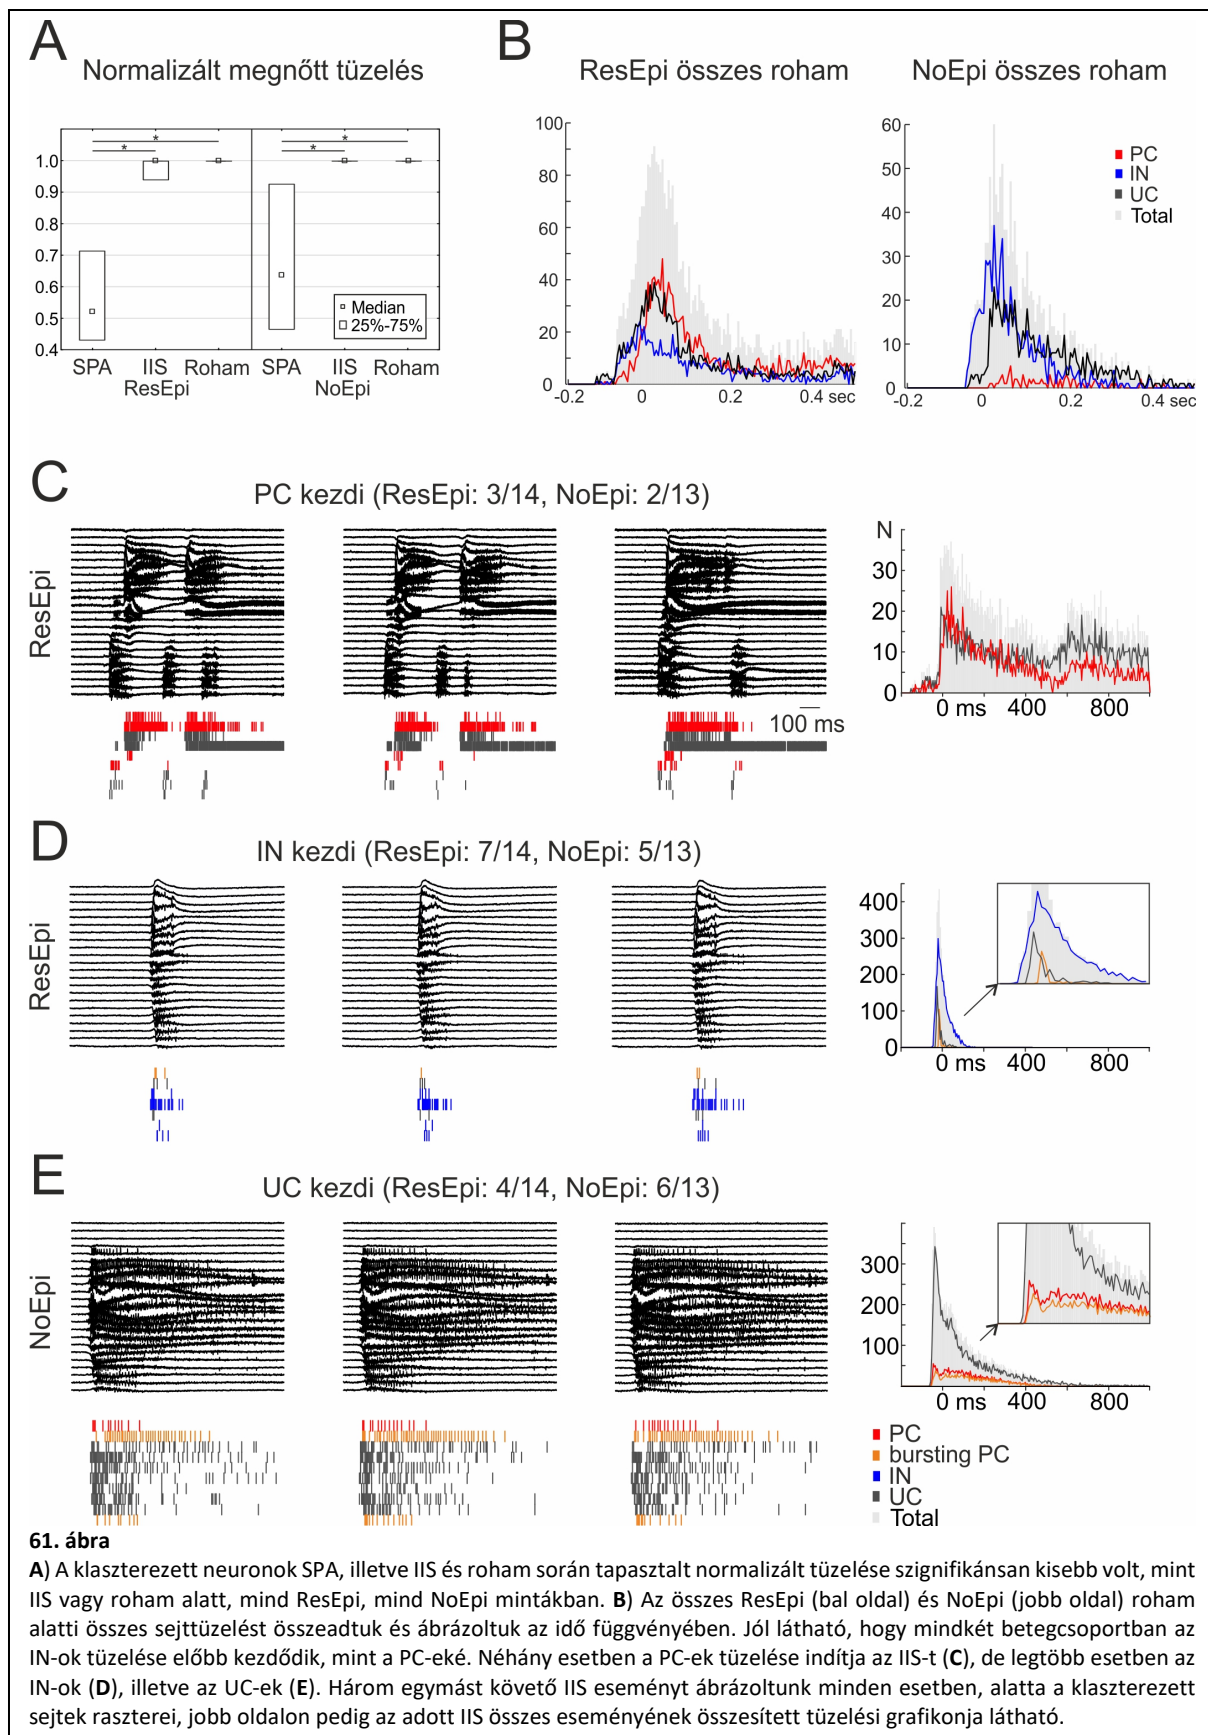 A
Normalizált megnőtt tüzelés
*
*
*
*
1.0
0.9
0.8
0.7
0.6
0.5
0.4
Median
25%-75%
SPA IIS Roham SPA IIS Roham
ResEpi NoEpi
B
ResEpi összes roham
100
80
60
40
20
0
-0.2 0 0.2 0.4 sec
NoEpi összes roham
60
50
40
30
20
10
0
-0.2 0 0.2 0.4 sec
PC
IN
UC
Total
C
PC kezdi (ResEpi: 3/14, NoEpi: 2/13)
ResEpi
100 ms
N
30
20
10
0
0 ms 400 800
D
IN kezdi (ResEpi: 7/14, NoEpi: 5/13)
ResEpi
400
300
200
100
0
0 ms 400 800
E
UC kezdi (ResEpi: 4/14, NoEpi: 6/13)
NoEpi
300
200
100
0 ms 400 800
PC
bursting PC
IN
UC
Total
61. ábra
A) A klaszterezett neuronok SPA, illetve IIS és roham során tapasztalt normalizált tüzelése szignifikánsan kisebb volt, mint
IIS vagy roham alatt, mind ResEpi, mind NoEpi mintákban. B) Az összes ResEpi (bal oldal) és NoEpi (jobb oldal) roham
alatti összes sejttüzelést összeadtuk és ábrázoltuk az idő függvényében. Jól látható, hogy mindkét betegcsoportban az
IN-ok tüzelése előbb kezdődik, mint a PC-eké. Néhány esetben a PC-ek tüzelése indítja az IIS-t (C), de legtöbb esetben az
IN-ok (D), illetve az UC-ek (E). Három egymást követő IIS eseményt ábrázoltunk minden esetben, alatta a klaszterezett
sejtek raszterei, jobb oldalon pedig az adott IIS összes eseményének összesített tüzelési grafikonja látható.